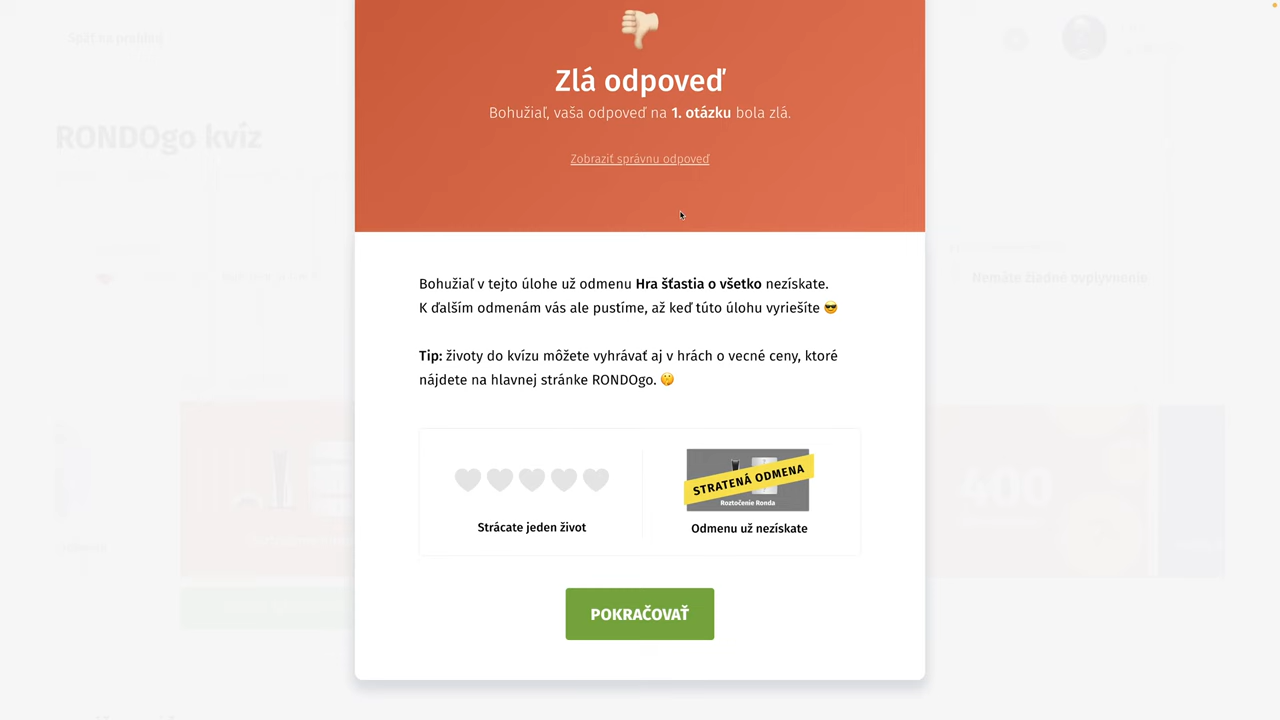 Späť na prehľad
RONDOgo kvíz
Zlá odpoveď
Bohužiaľ, vaša odpoveď na 1. otázku bola zlá.
Zobraziť správnu odpoveď
Nemáte žiadne ovplyvnenie
Bohužiaľ v tejto úlohe už odmenu Hra šťastia o všetko nezískate.
K ďalším odmenám vás ale pustíme, až keď túto úlohu vyriešite 😎
Tip: životy do kvízu môžete vyhrávať aj v hrách o vecné ceny, ktoré
nájdete na hlavnej stránke RONDOgo. 🤫
STRATENÁ ODMENA
Roztočenie Ronda
Strácate jeden život
Odmenu už nezískate
400
POKRAČOVAŤ